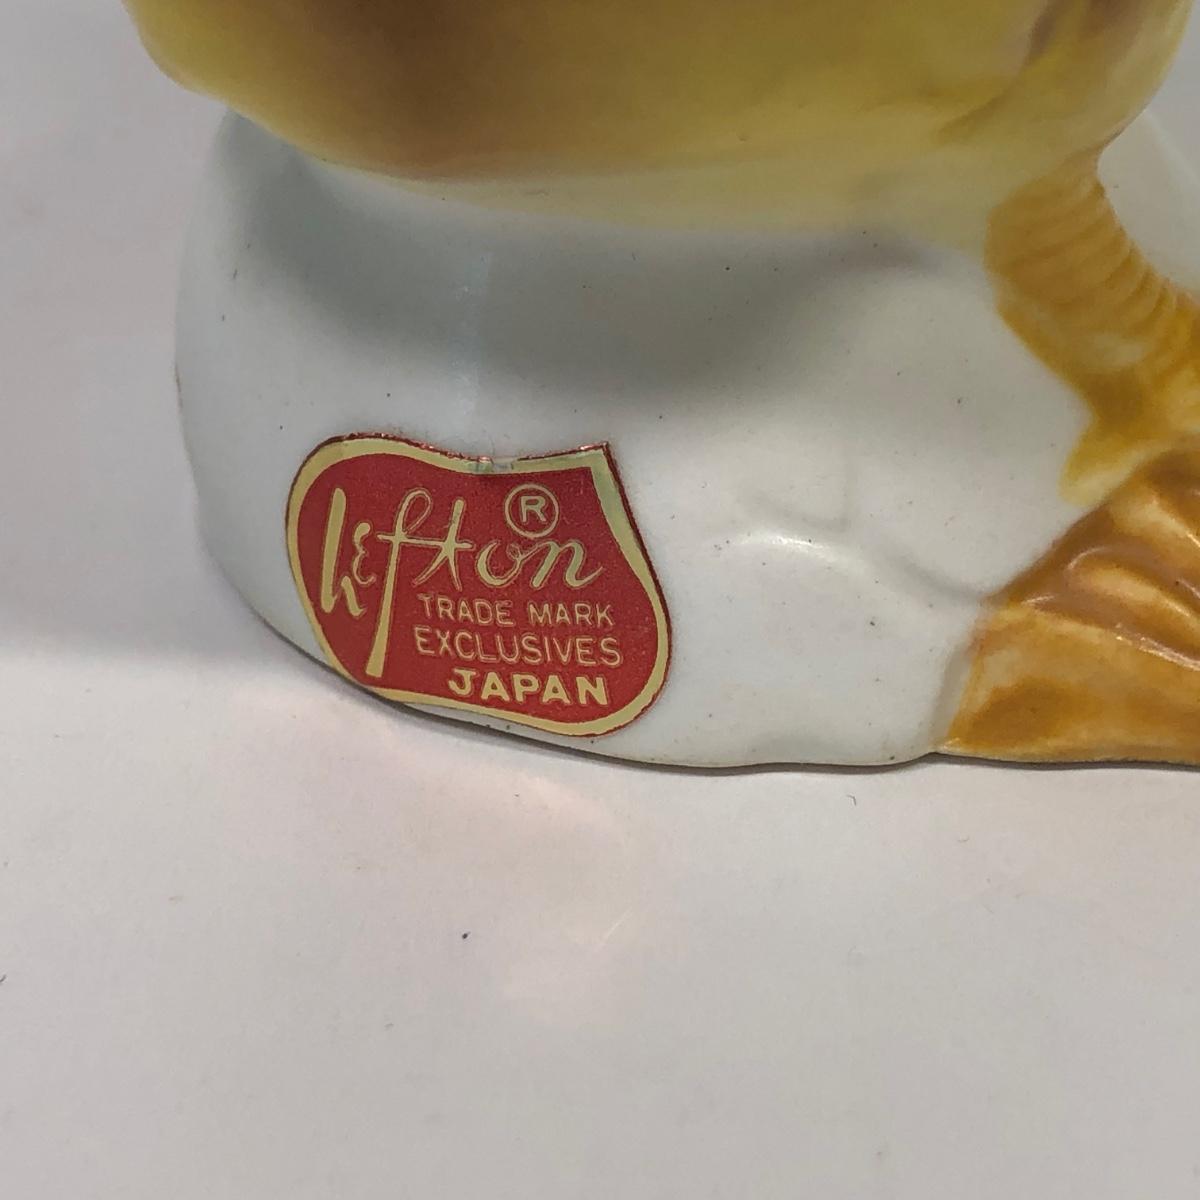 Lefton ®
TRADE MARK
EXCLUSIVES
JAPAN